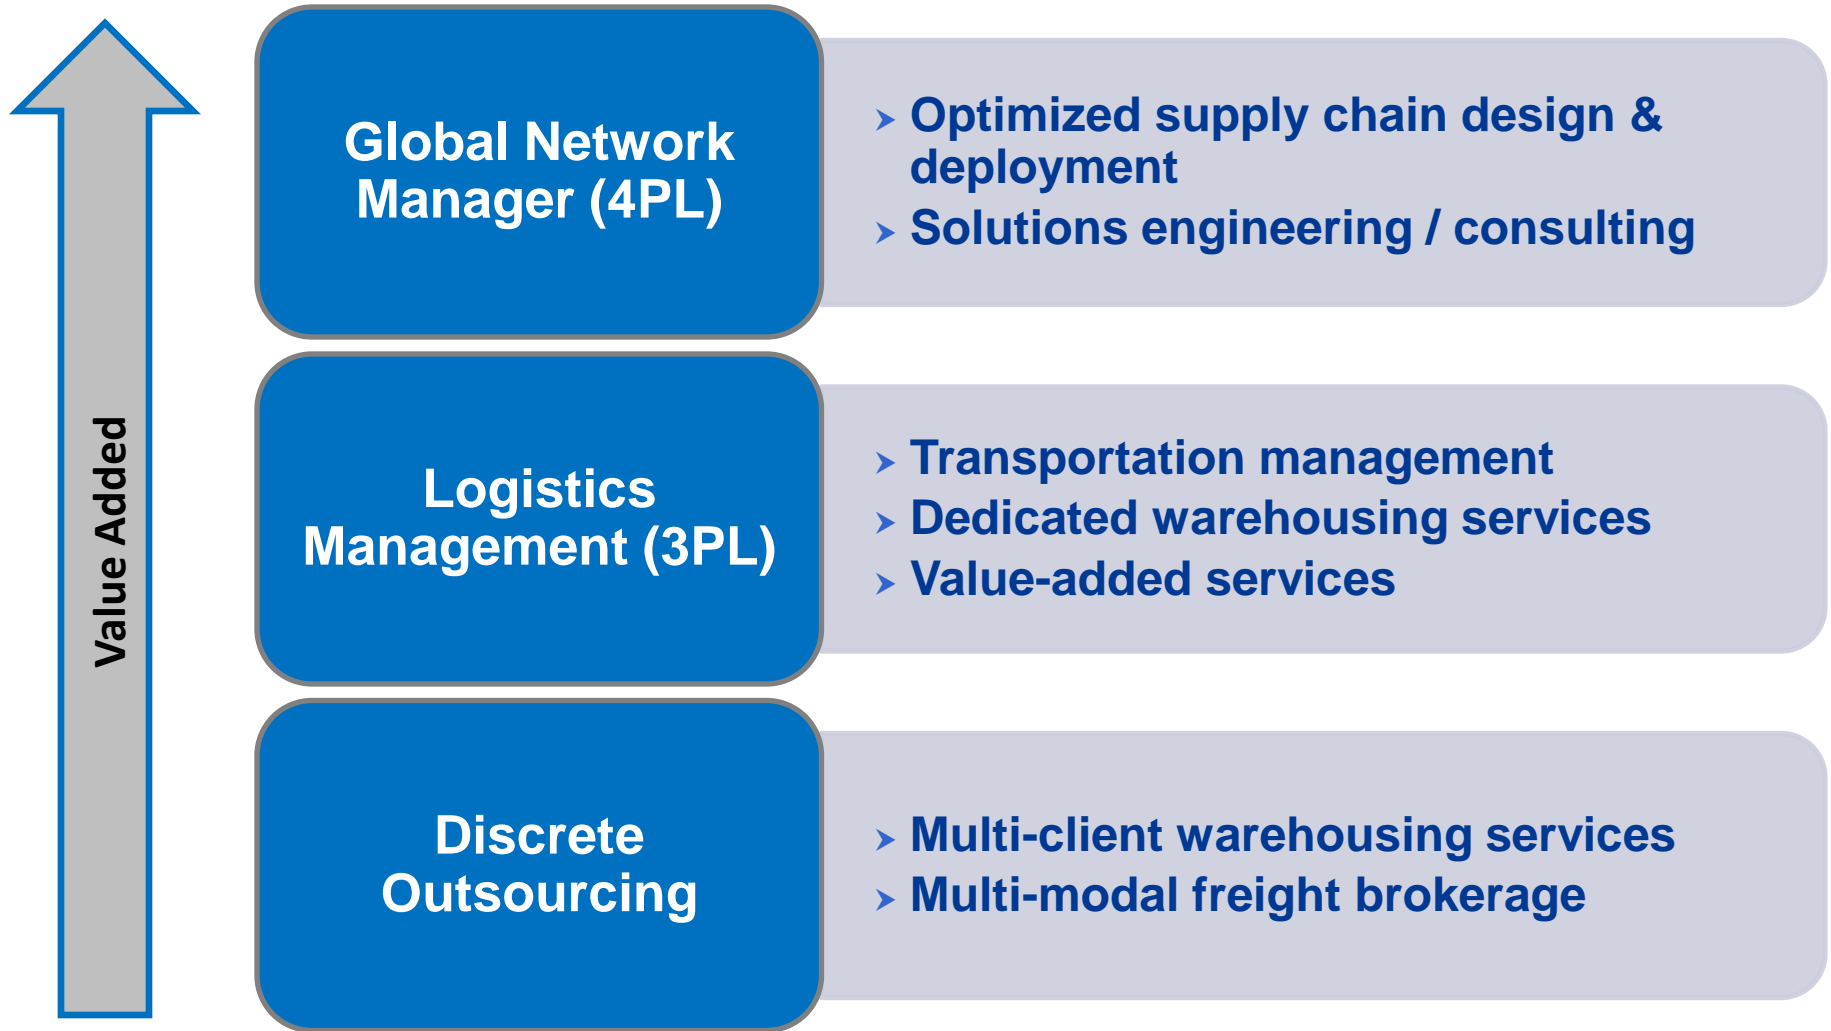 Value Added
Global Network
Manager (4PL)
➤ Optimized supply chain design &
deployment
➤ Solutions engineering / consulting
Logistics
Management (3PL)
➤ Transportation management
➤ Dedicated warehousing services
➤ Value-added services
Discrete
Outsourcing
➤ Multi-client warehousing services
➤ Multi-modal freight brokerage